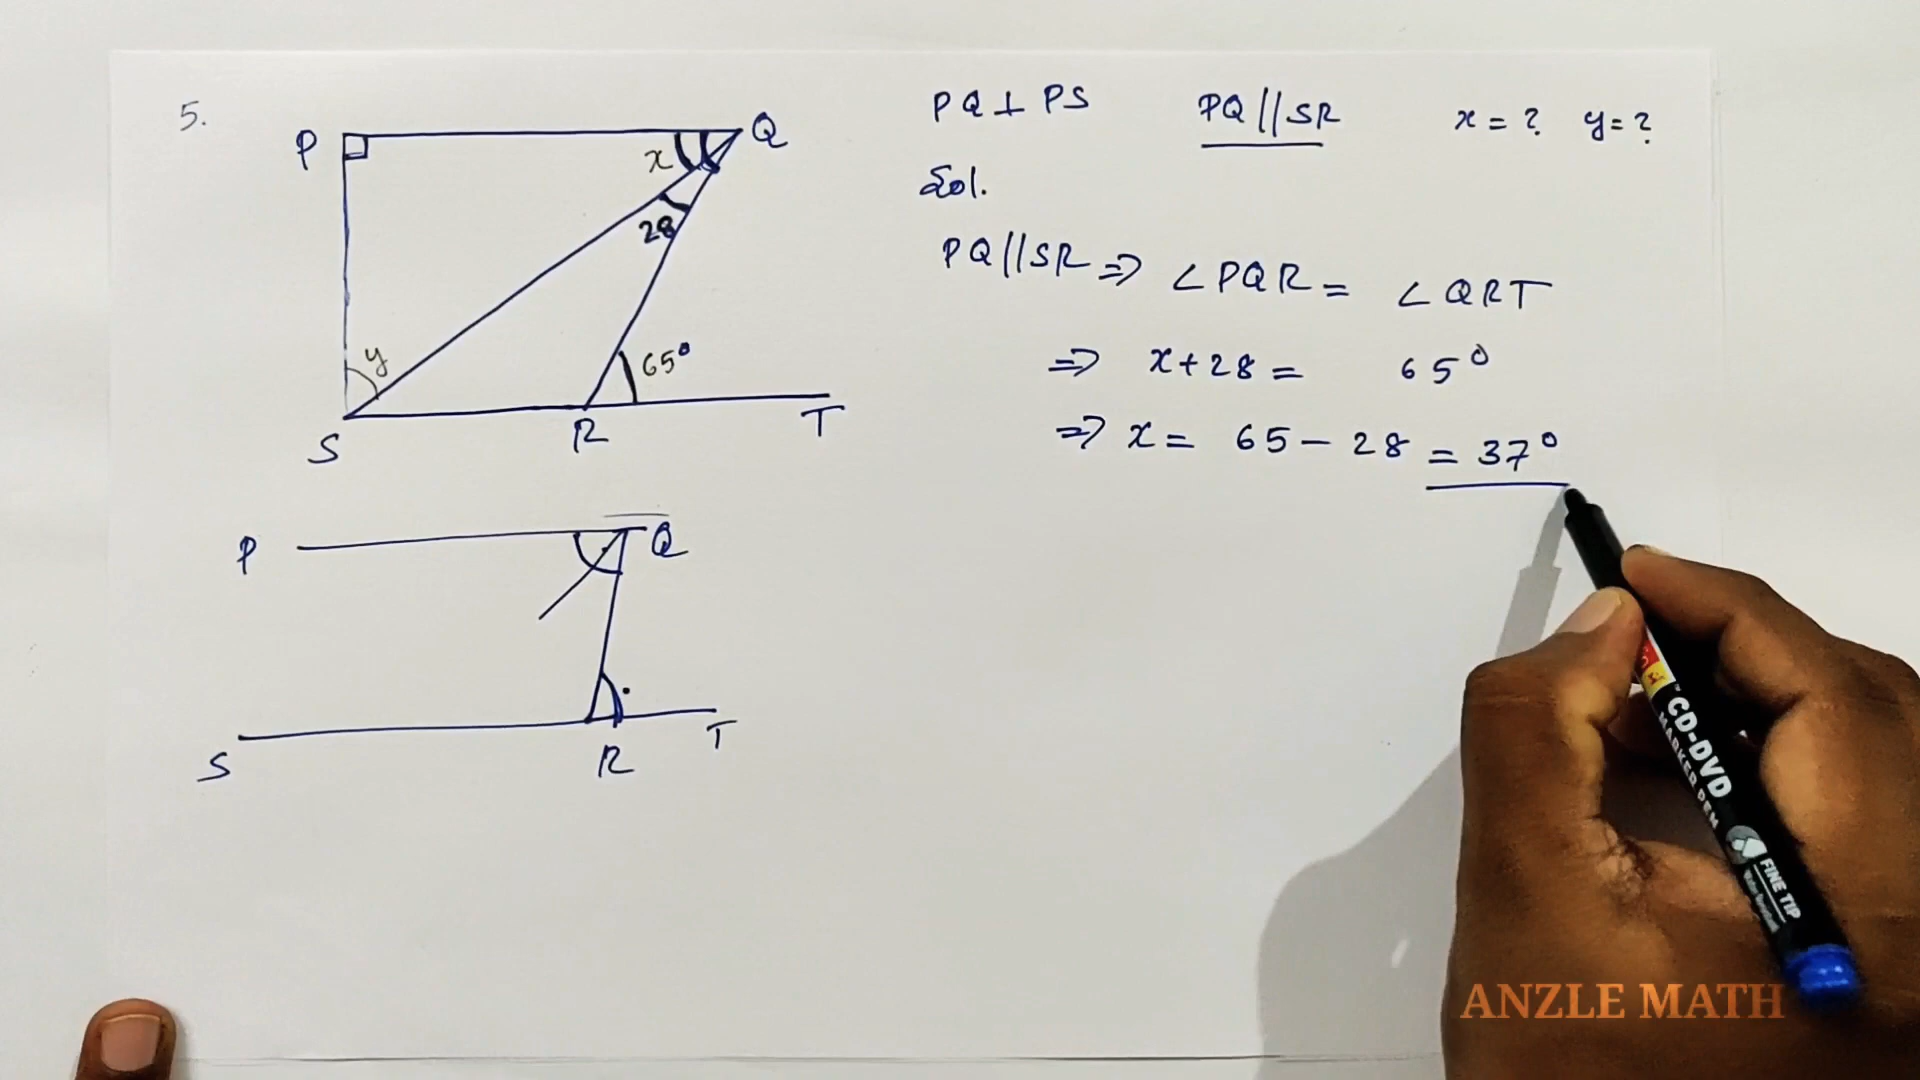 5.
PQ ⊥ PS PQ // SR x = ? y = ?
P Q
x
28
y
65°
S R T
Sol.
PQ // SR ⇒ ∠PQR = ∠QRT
⇒ x + 28 = 65°
⇒ x = 65 - 28 = 37°
P Q
S R T
CD-DVD
MARKER PEN
FINE TIP
ANZLE MATH